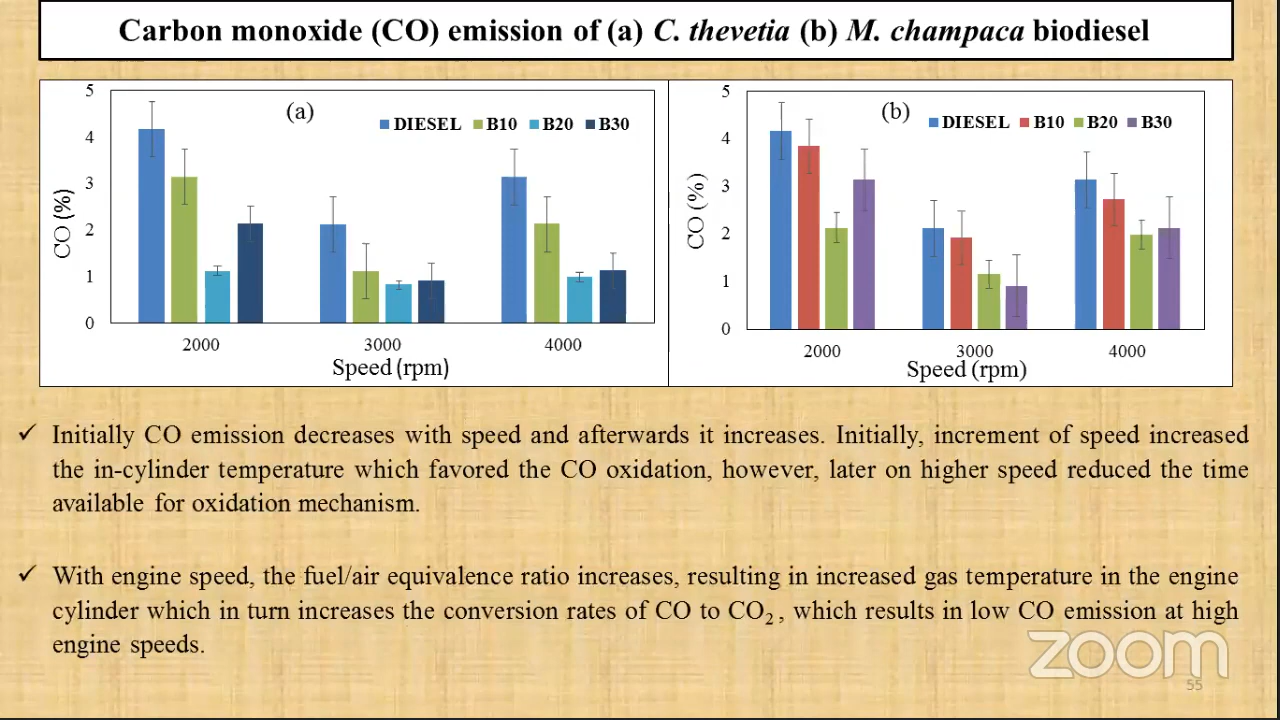 Carbon monoxide (CO) emission of (a) C. thevetia (b) M. champaca biodiesel
(a)
DIESEL B10 B20 B30
5
4
3
2
1
0
CO (%)
2000 3000 4000
Speed (rpm)
(b)
DIESEL B10 B20 B30
5
4
3
2
1
0
CO (%)
2000 3000 4000
Speed (rpm)
✓ Initially CO emission decreases with speed and afterwards it increases. Initially, increment of speed increased
the in-cylinder temperature which favored the CO oxidation, however, later on higher speed reduced the time
available for oxidation mechanism.
✓ With engine speed, the fuel/air equivalence ratio increases, resulting in increased gas temperature in the engine
cylinder which in turn increases the conversion rates of CO to CO₂ , which results in low CO emission at high
engine speeds.
zoom
55